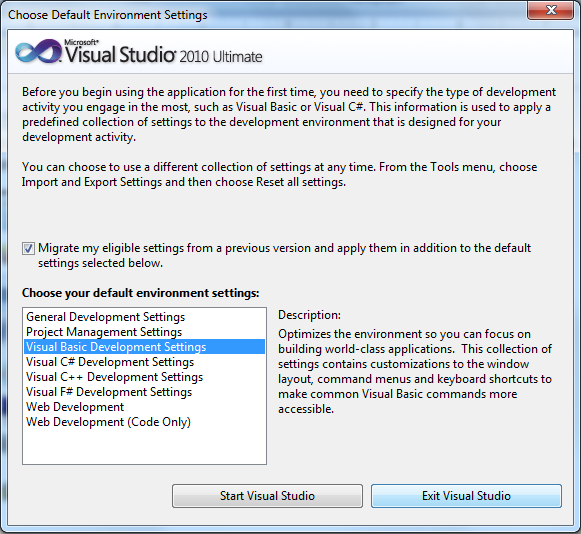 Choose Default Environment Settings
Microsoft®
Visual Studio® 2010 Ultimate
Before you begin using the application for the first time, you need to specify the type of development
activity you engage in the most, such as Visual Basic or Visual C#. This information is used to apply a
predefined collection of settings to the development environment that is designed for your
development activity.
You can choose to use a different collection of settings at any time. From the Tools menu, choose
Import and Export Settings and then choose Reset all settings.
Migrate my eligible settings from a previous version and apply them in addition to the default
settings selected below.
Choose your default environment settings:
General Development Settings
Project Management Settings
Visual Basic Development Settings
Visual C# Development Settings
Visual C++ Development Settings
Visual F# Development Settings
Web Development
Web Development (Code Only)
Description:
Optimizes the environment so you can focus on
building world-class applications.  This collection of
settings contains customizations to the window
layout, command menus and keyboard shortcuts to
make common Visual Basic commands more
accessible.
Start Visual Studio
Exit Visual Studio